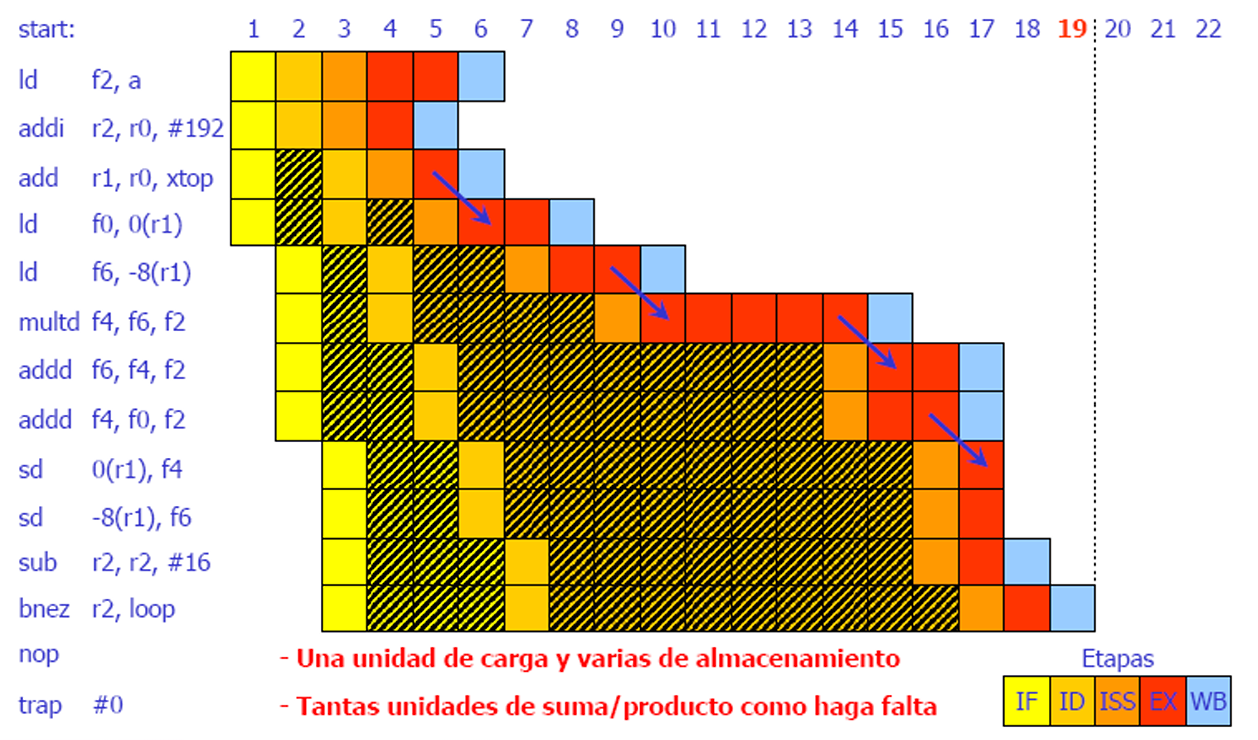 start: 1 2 3 4 5 6 7 8 9 10 11 12 13 14 15 16 17 18 19 20 21 22
ld f2, a
addi r2, r0, #192
add r1, r0, xtop
ld f0, 0(r1)
ld f6, -8(r1)
multd f4, f6, f2
addd f6, f4, f2
addd f4, f0, f2
sd 0(r1), f4
sd -8(r1), f6
sub r2, r2, #16
bnez r2, loop
nop
- Una unidad de carga y varias de almacenamiento
Etapas
trap #0
- Tantas unidades de suma/producto como haga falta
IF ID ISS EX WB